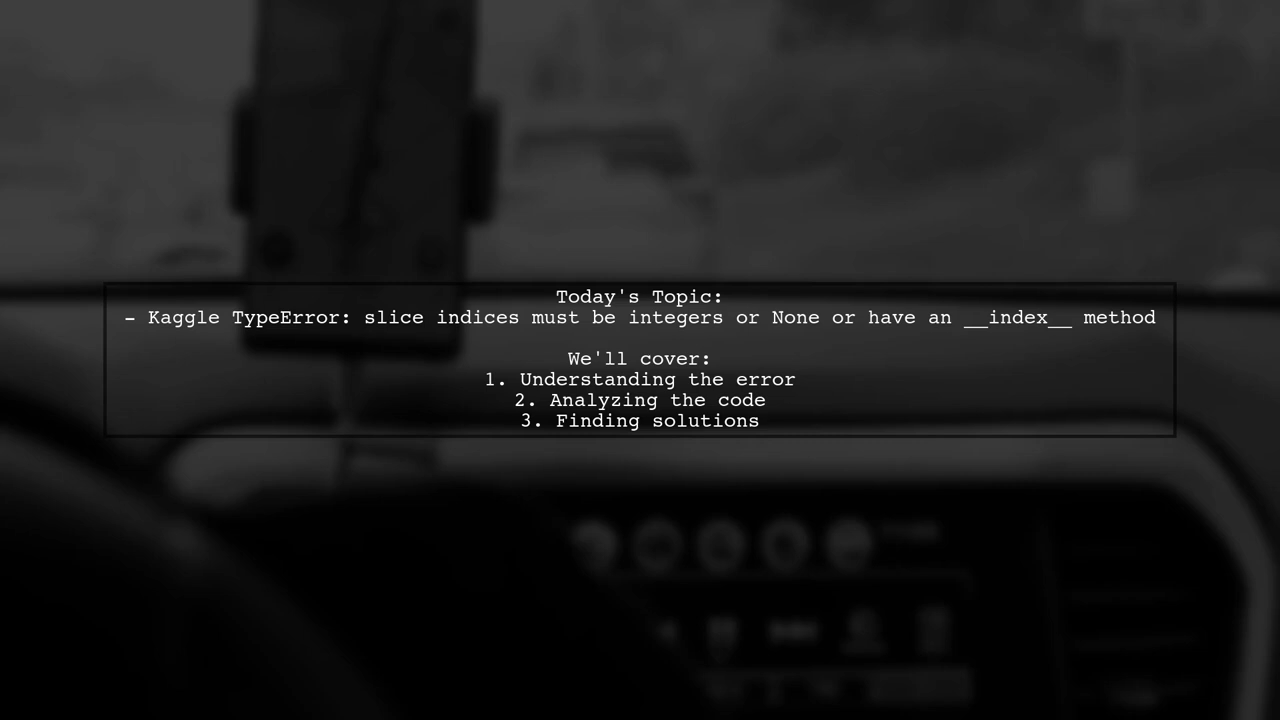 Today's Topic:
- Kaggle TypeError: slice indices must be integers or None or have an __index__ method
We'll cover:
1. Understanding the error
2. Analyzing the code
3. Finding solutions